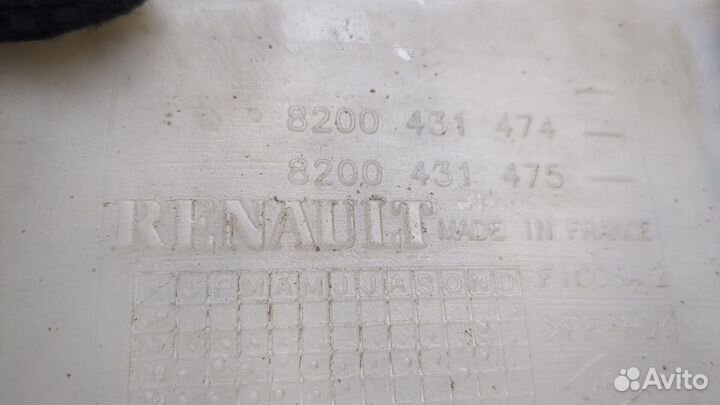 8200 431 474 —
8200 431 475 —
RENAULT MADE IN FRANCE
J F M A M J J A S O N D FICOSA
Avito